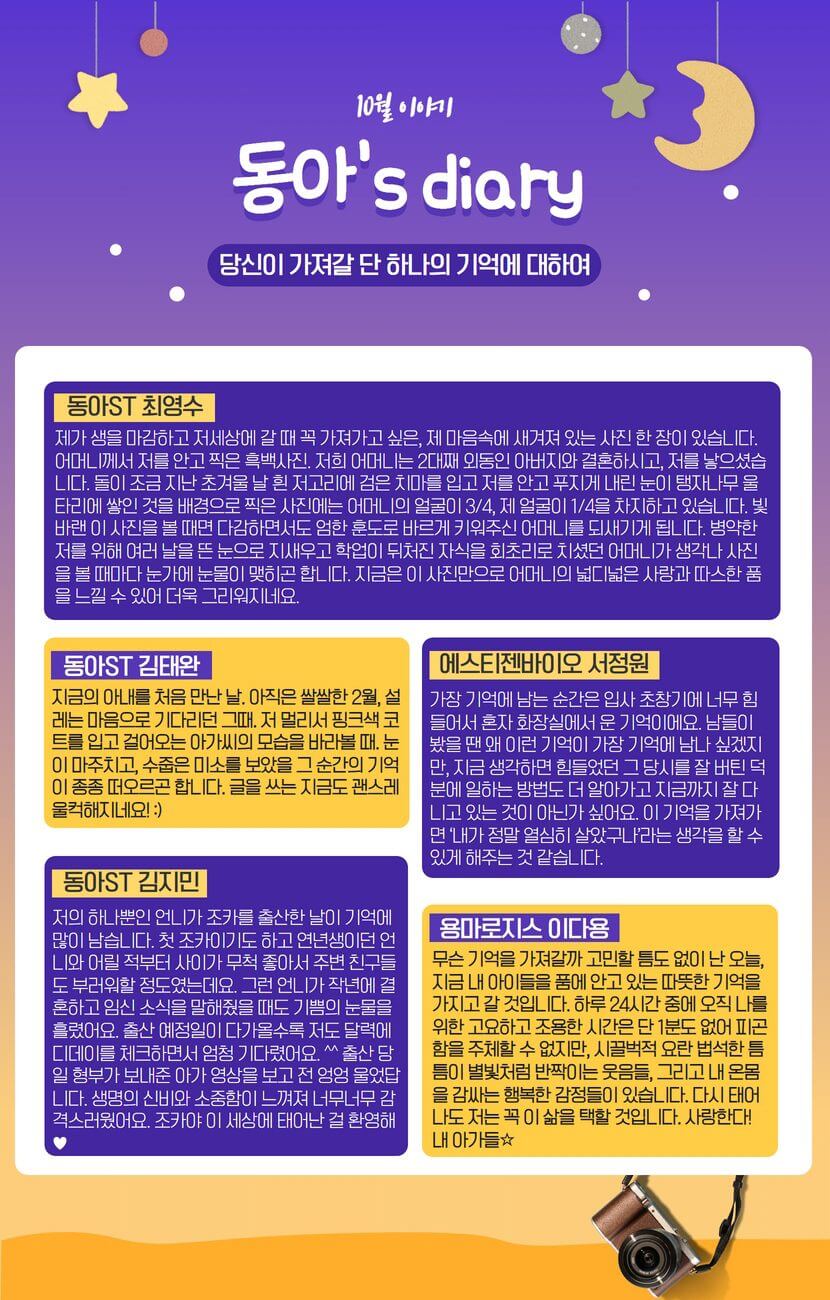 10월 이야기
동아's diary
당신이 가져갈 단 하나의 기억에 대하여
동아ST 최영수
제가 생을 마감하고 저세상에 갈 때 꼭 가져가고 싶은, 제 마음속에 새겨져 있는 사진 한 장이 있습니다.
어머니께서 저를 안고 찍은 흑백사진. 저희 어머니는 2대째 외동인 아버지와 결혼하시고, 저를 낳으셨습
니다. 돌이 조금 지난 초겨울 날 흰 저고리에 검은 치마를 입고 저를 안고 푸지게 내린 눈이 탱자나무 울
타리에 쌓인 것을 배경으로 찍은 사진에는 어머니의 얼굴이 3/4, 제 얼굴이 1/4을 차지하고 있습니다. 빛
바랜 이 사진을 볼 때면 다감하면서도 엄한 훈도로 바르게 키워주신 어머니를 되새기게 됩니다. 병약한
저를 위해 여러 날을 뜬 눈으로 지새우고 학업이 뒤처진 자식을 회초리로 치셨던 어머니가 생각나 사진
을 볼 때마다 눈가에 눈물이 맺히곤 합니다. 지금은 이 사진만으로 어머니의 넓디넓은 사랑과 따스한 품
을 느낄 수 있어 더욱 그리워지네요.
동아ST 김태완
지금의 아내를 처음 만난 날. 아직은 쌀쌀한 2월, 설
레는 마음으로 기다리던 그때. 저 멀리서 핑크색 코
트를 입고 걸어오는 아가씨의 모습을 바라볼 때. 눈
이 마주치고, 수줍은 미소를 보았을 그 순간의 기억
이 종종 떠오르곤 합니다. 글을 쓰는 지금도 괜스레
울컥해지네요! :)
에스티젠바이오 서정원
가장 기억에 남는 순간은 입사 초창기에 너무 힘
들어서 혼자 화장실에서 운 기억이에요. 남들이
봤을 땐 왜 이런 기억이 가장 기억에 남나 싶겠지
만, 지금 생각하면 힘들었던 그 당시를 잘 버틴 덕
분에 일하는 방법도 더 알아가고 지금까지 잘 다
니고 있는 것이 아닌가 싶어요. 이 기억을 가져가
면 '내가 정말 열심히 살았구나'라는 생각을 할 수
있게 해주는 것 같습니다.
동아ST 김지민
저의 하나뿐인 언니가 조카를 출산한 날이 기억에
많이 남습니다. 첫 조카이기도 하고 연년생이던 언
니와 어릴 적부터 사이가 무척 좋아서 주변 친구들
도 부러워할 정도였는데요. 그런 언니가 작년에 결
혼하고 임신 소식을 말해줬을 때도 기쁨의 눈물을
흘렸어요. 출산 예정일이 다가올수록 저도 달력에
디데이를 체크하면서 엄청 기다렸어요. ^^ 출산 당
일 형부가 보내준 아가 영상을 보고 전 엉엉 울었답
니다. 생명의 신비와 소중함이 느껴져 너무너무 감
격스러웠어요. 조카야 이 세상에 태어난 걸 환영해
♥
용마로지스 이다용
무슨 기억을 가져갈까 고민할 틈도 없이 난 오늘,
지금 내 아이들을 품에 안고 있는 따뜻한 기억을
가지고 갈 것입니다. 하루 24시간 중에 오직 나를
위한 고요하고 조용한 시간은 단 1분도 없어 피곤
함을 주체할 수 없지만, 시끌벅적 요란 법석한 틈
틈이 별빛처럼 반짝이는 웃음들, 그리고 내 온몸
을 감싸는 행복한 감정들이 있습니다. 다시 태어
나도 저는 꼭 이 삶을 택할 것입니다. 사랑한다!
내 아가들☆